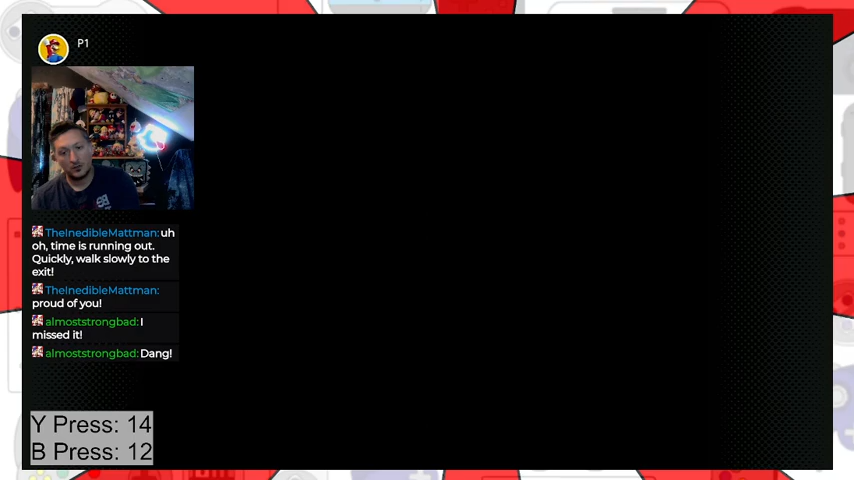 P1
TheInedibleMattman: uh
oh, time is running out.
Quickly, walk slowly to the
exit!
TheInedibleMattman:
proud of you!
almoststrongbad: I
missed it!
almoststrongbad: Dang!
Y Press: 14
B Press: 12